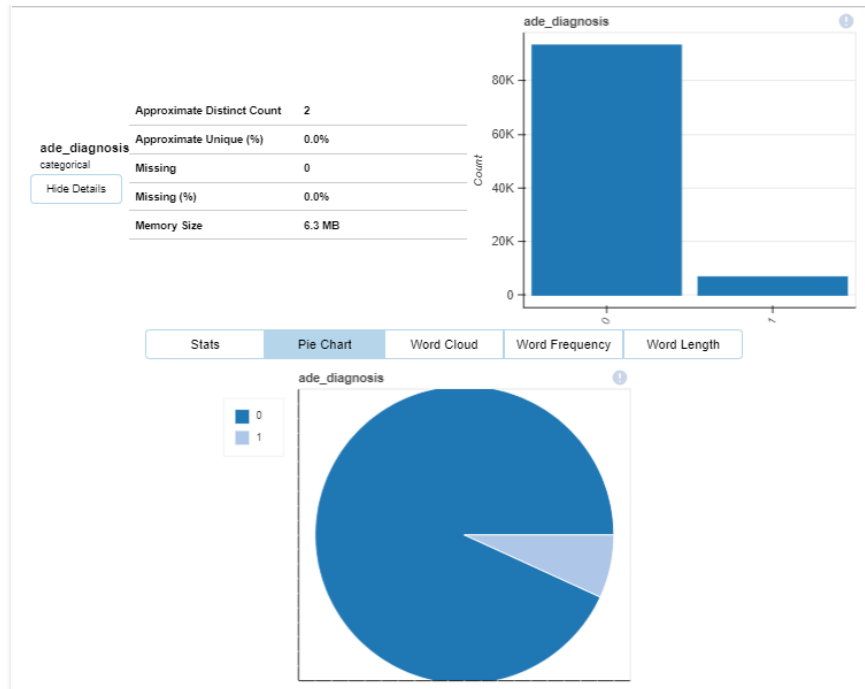 ade_diagnosis
categorical
Hide Details
Approximate Distinct Count 2
Approximate Unique (%) 0.0%
Missing 0
Missing (%) 0.0%
Memory Size 6.3 MB
ade_diagnosis
!
Count
80K
60K
40K
20K
0
0
1
Stats
Pie Chart
Word Cloud
Word Frequency
Word Length
ade_diagnosis
!
0
1